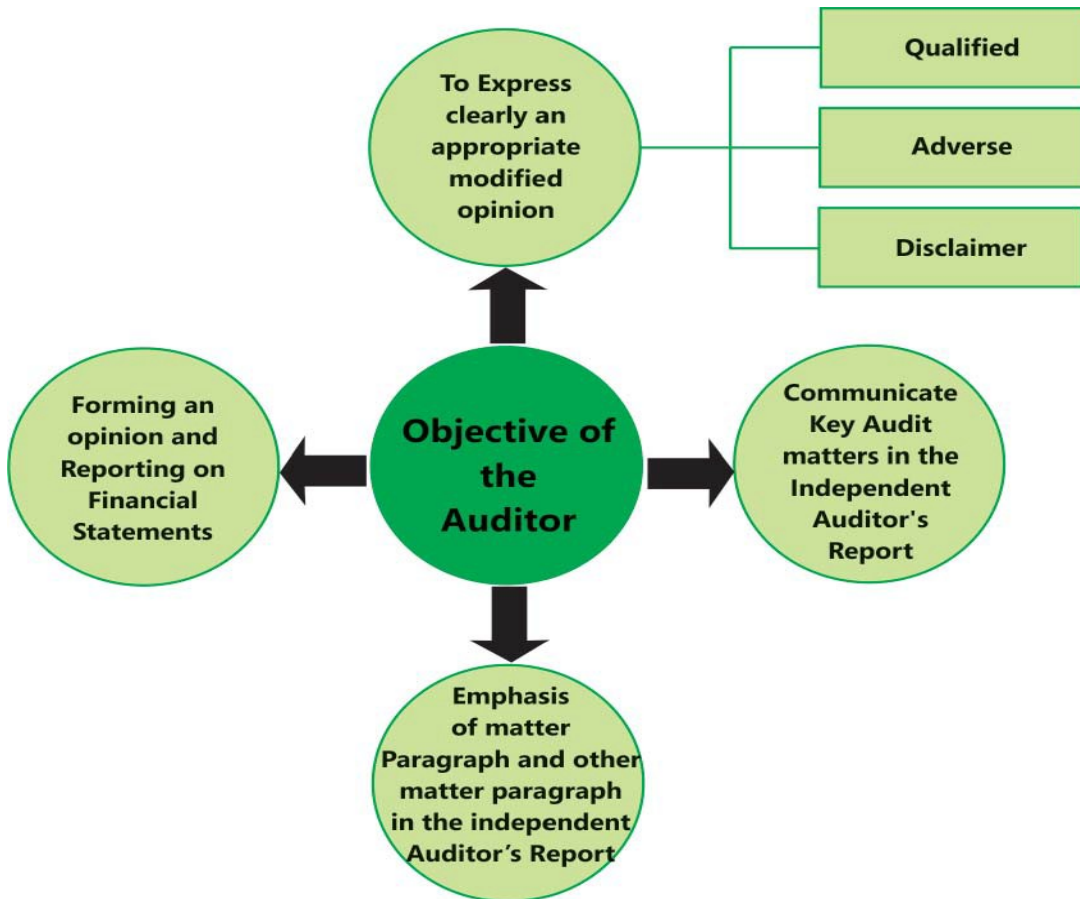 To Express
clearly an
appropriate
modified
opinion
Qualified
Adverse
Disclaimer
Forming an
opinion and
Reporting on
Financial
Statements
Objective of
the
Auditor
Communicate
Key Audit
matters in the
Independent
Auditor's
Report
Emphasis
of matter
Paragraph and other
matter paragraph
in the independent
Auditor’s Report